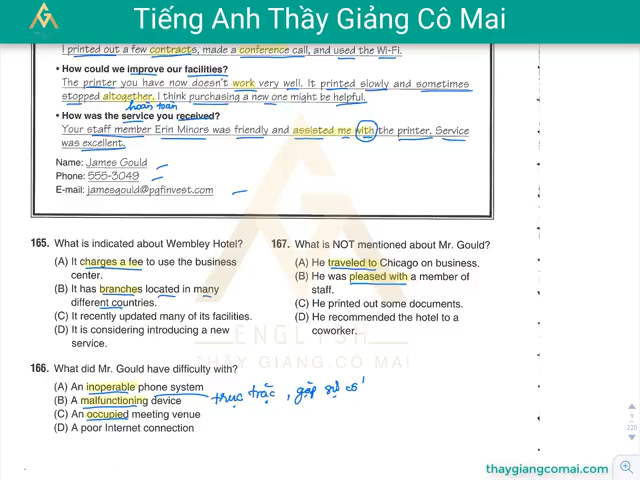 Tiếng Anh Thầy Giảng Cô Mai
I printed out a few contracts, made a conference call, and used the Wi-Fi.
• How could we improve our facilities?
The printer you have now doesn't work very well. It printed slowly and sometimes
stopped altogether. I think purchasing a new one might be helpful.
hoàn toàn
• How was the service you received?
Your staff member Erin Minors was friendly and assisted me with the printer. Service
was excellent.
Name: James Gould
Phone: 555-3049
E-mail: jamesgould@pgfinvest.com
165. What is indicated about Wembley Hotel?
(A) It charges a fee to use the business
center.
(B) It has branches located in many
different countries.
(C) It recently updated many of its facilities.
(D) It is considering introducing a new
service.
166. What did Mr. Gould have difficulty with?
(A) An inoperable phone system
(B) A malfunctioning device
trục trặc, gặp sự cố
(C) An occupied meeting venue
(D) A poor Internet connection
167. What is NOT mentioned about Mr. Gould?
(A) He traveled to Chicago on business.
(B) He was pleased with a member of
staff.
(C) He printed out some documents.
(D) He recommended the hotel to a
coworker.
ENGLISH
THẦY GIẢNG.CÔ MAI
9
220
thaygiangcomai.com